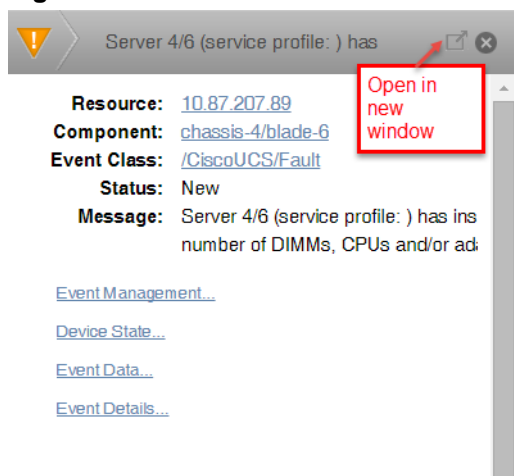 Server 4/6 (service profile: ) has
Open in
new
window
Resource: 10.87.207.89
Component: chassis-4/blade-6
Event Class: /CiscoUCS/Fault
Status: New
Message: Server 4/6 (service profile: ) has ins
number of DIMMs, CPUs and/or ada
Event Management...
Device State...
Event Data...
Event Details...